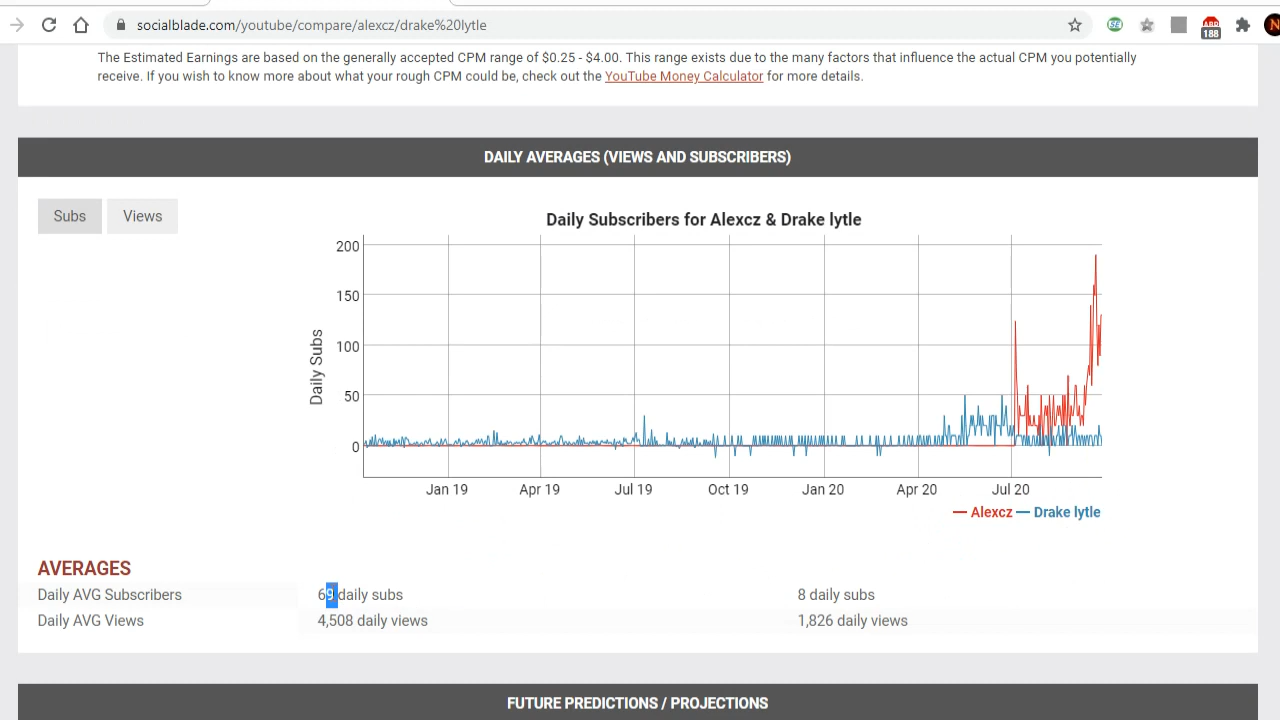 socialblade.com/youtube/compare/alexcz/drake%20lytle
ABP
188
N
The Estimated Earnings are based on the generally accepted CPM range of $0.25 - $4.00. This range exists due to the many factors that influence the actual CPM you potentially
receive. If you wish to know more about what your rough CPM could be, check out the YouTube Money Calculator for more details.
DAILY AVERAGES (VIEWS AND SUBSCRIBERS)
Subs Views
Daily Subscribers for Alexcz & Drake lytle
200
150
100
50
0
Daily Subs
Jan 19 Apr 19 Jul 19 Oct 19 Jan 20 Apr 20 Jul 20
Alexcz Drake lytle
AVERAGES
Daily AVG Subscribers 69 daily subs 8 daily subs
Daily AVG Views 4,508 daily views 1,826 daily views
FUTURE PREDICTIONS / PROJECTIONS